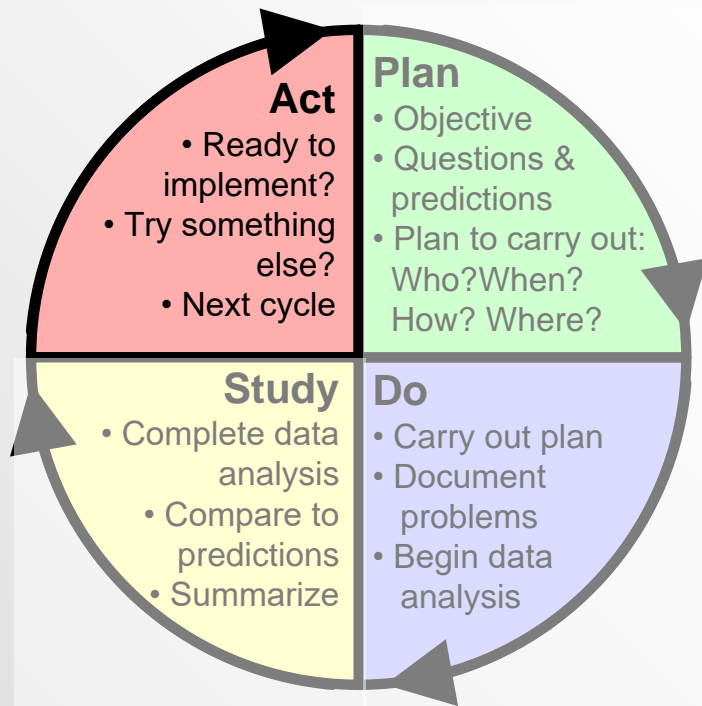 Act
• Ready to
implement?
• Try something
else?
• Next cycle
Plan
• Objective
• Questions &
predictions
• Plan to carry out:
Who?When?
How? Where?
Study
• Complete data
analysis
• Compare to
predictions
• Summarize
Do
• Carry out plan
• Document
problems
• Begin data
analysis